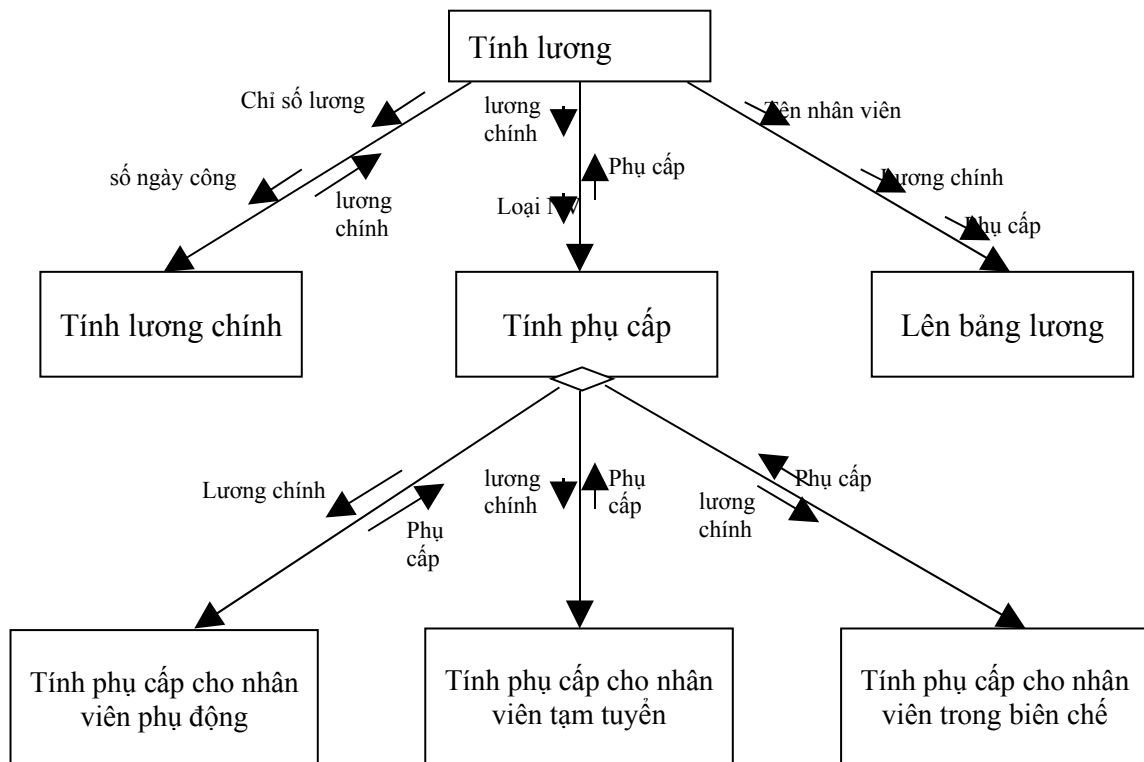 Tính lương
Chỉ số lương
lương
chính
Tên nhân viên
số ngày công
lương
chính
Phụ cấp
Loại NV
Lương chính
Phụ cấp
Tính lương chính
Tính phụ cấp
Lên bảng lương
Lương chính
Phụ
cấp
lương
chính
Phụ
cấp
Phụ cấp
lương
chính
Tính phụ cấp cho nhân
viên phụ động
Tính phụ cấp cho nhân
viên tạm tuyển
Tính phụ cấp cho nhân
viên trong biên chế